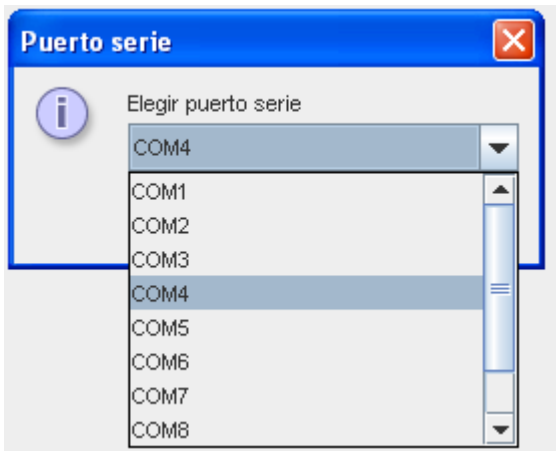 Puerto serie
Elegir puerto serie
COM4
COM1
COM2
COM3
COM4
COM5
COM6
COM7
COM8